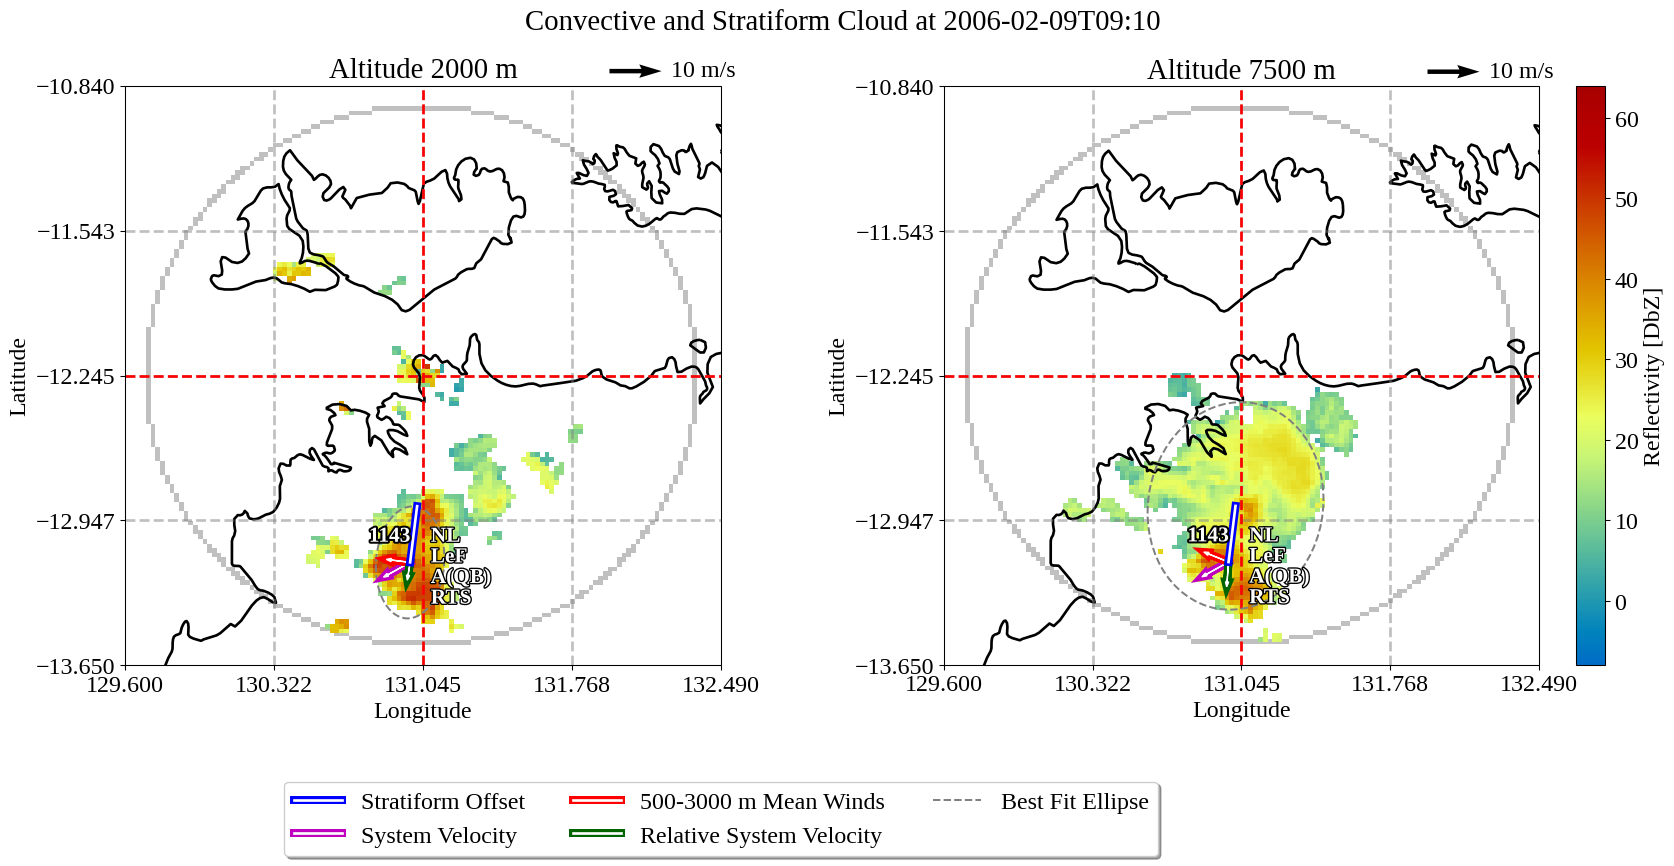 Convective and Stratiform Cloud at 2006-02-09T09:10
Altitude 2000 m
10 m/s
−10.840
−11.543
−12.245
−12.947
−13.650
Latitude
1143
NL
LeF
A(QB)
RTS
129.600
130.322
131.045
131.768
132.490
Longitude
Altitude 7500 m
10 m/s
−10.840
−11.543
−12.245
−12.947
−13.650
Latitude
1143
NL
LeF
A(QB)
RTS
129.600
130.322
131.045
131.768
132.490
Longitude
60
50
40
30
20
10
0
Reflectivity [DbZ]
Stratiform Offset
System Velocity
500-3000 m Mean Winds
Relative System Velocity
Best Fit Ellipse